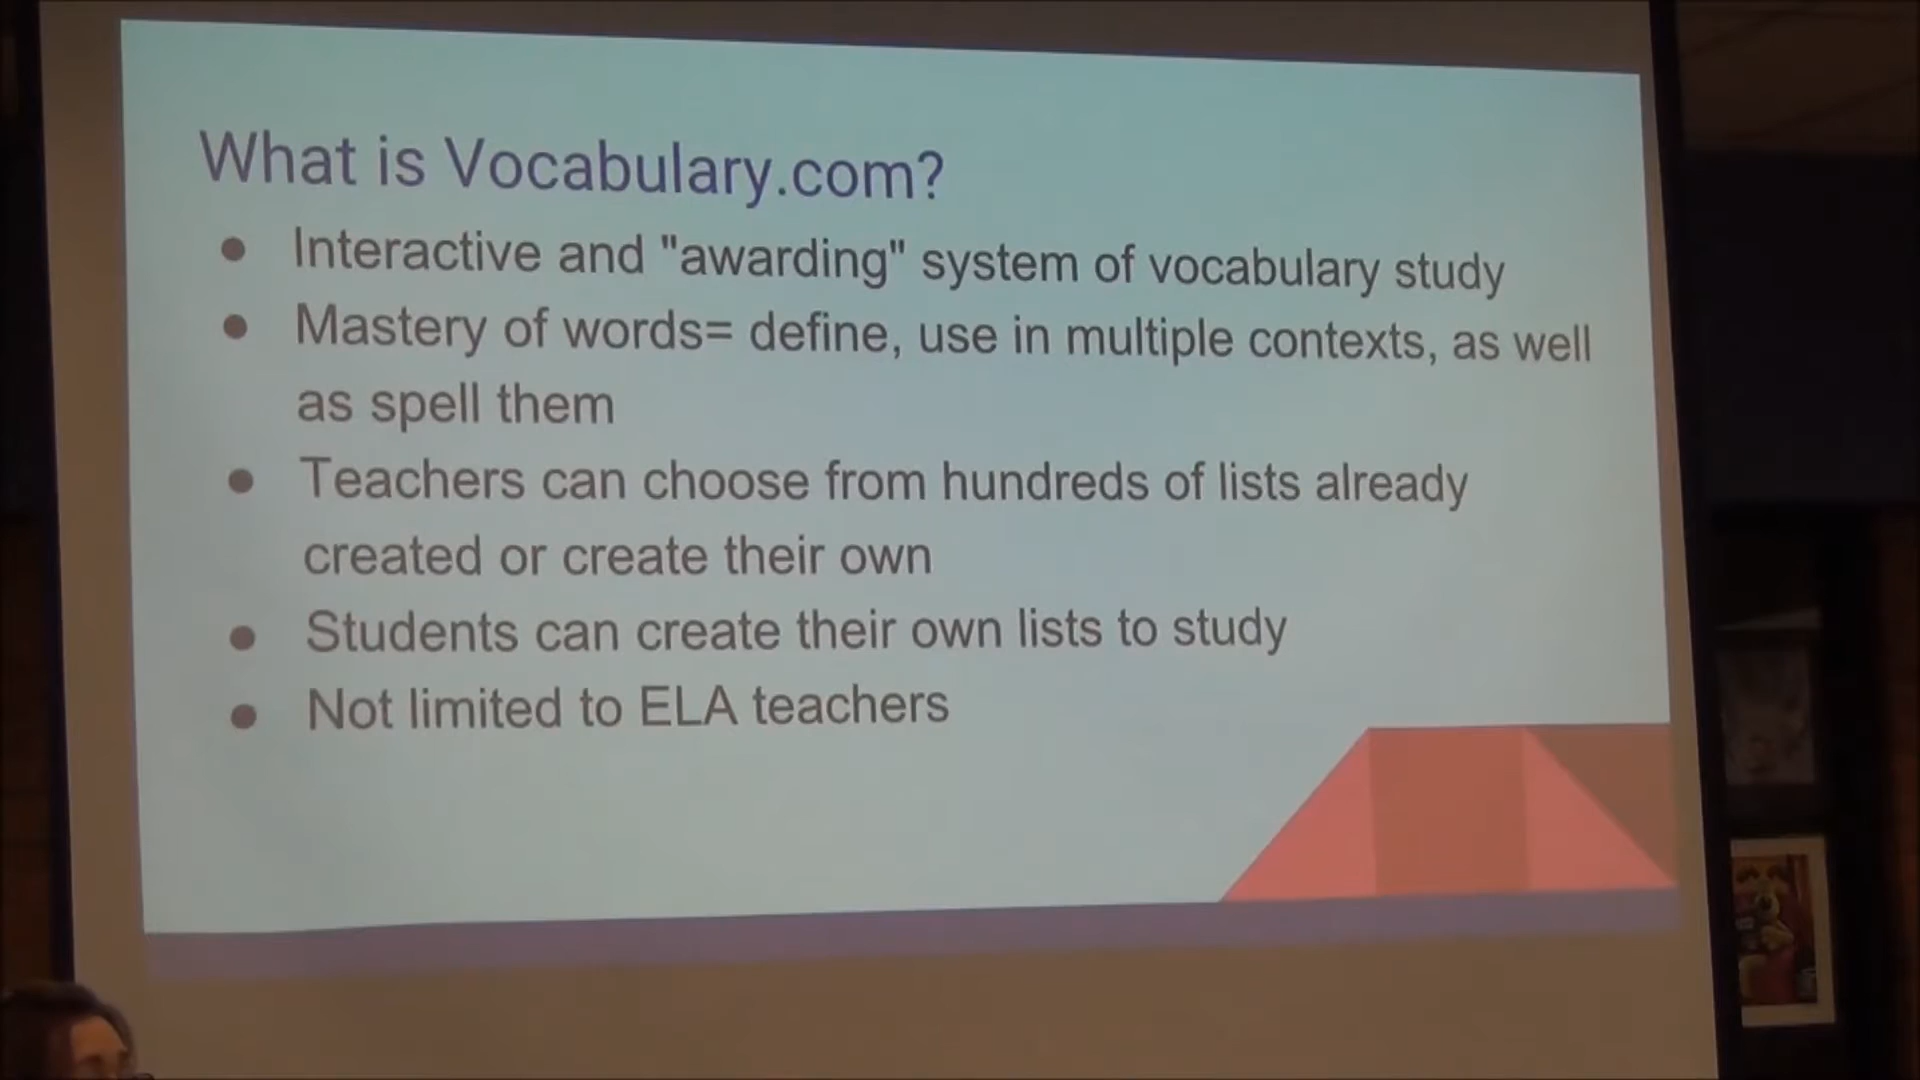 What is Vocabulary.com?
● Interactive and "awarding" system of vocabulary study
● Mastery of words= define, use in multiple contexts, as well
as spell them
● Teachers can choose from hundreds of lists already
created or create their own
● Students can create their own lists to study
● Not limited to ELA teachers